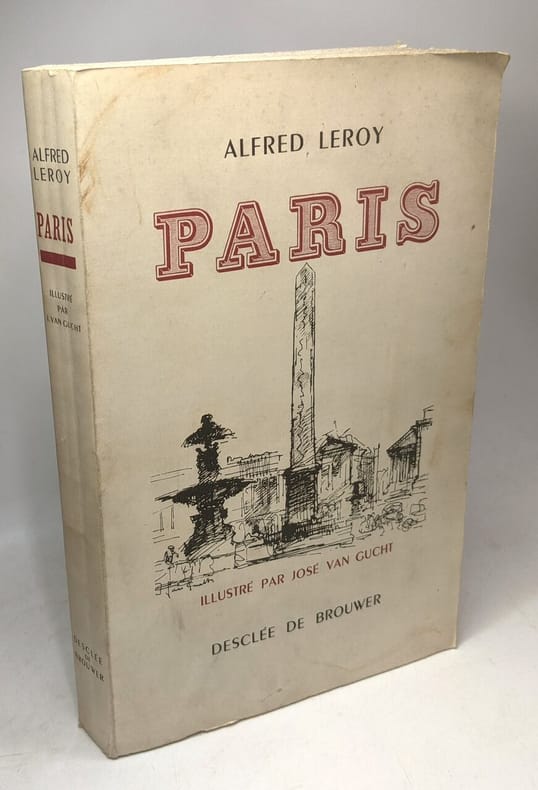 ALFRED LEROY
PARIS
ILLUSTRÉ PAR JOSÉ VAN GUCHT
DESCLÉE DE BROUWER
ALFRED
LEROY
PARIS
ILLUSTRÉ
PAR
J. VAN GUCHT
DESCLÉE
DE
BROUWER